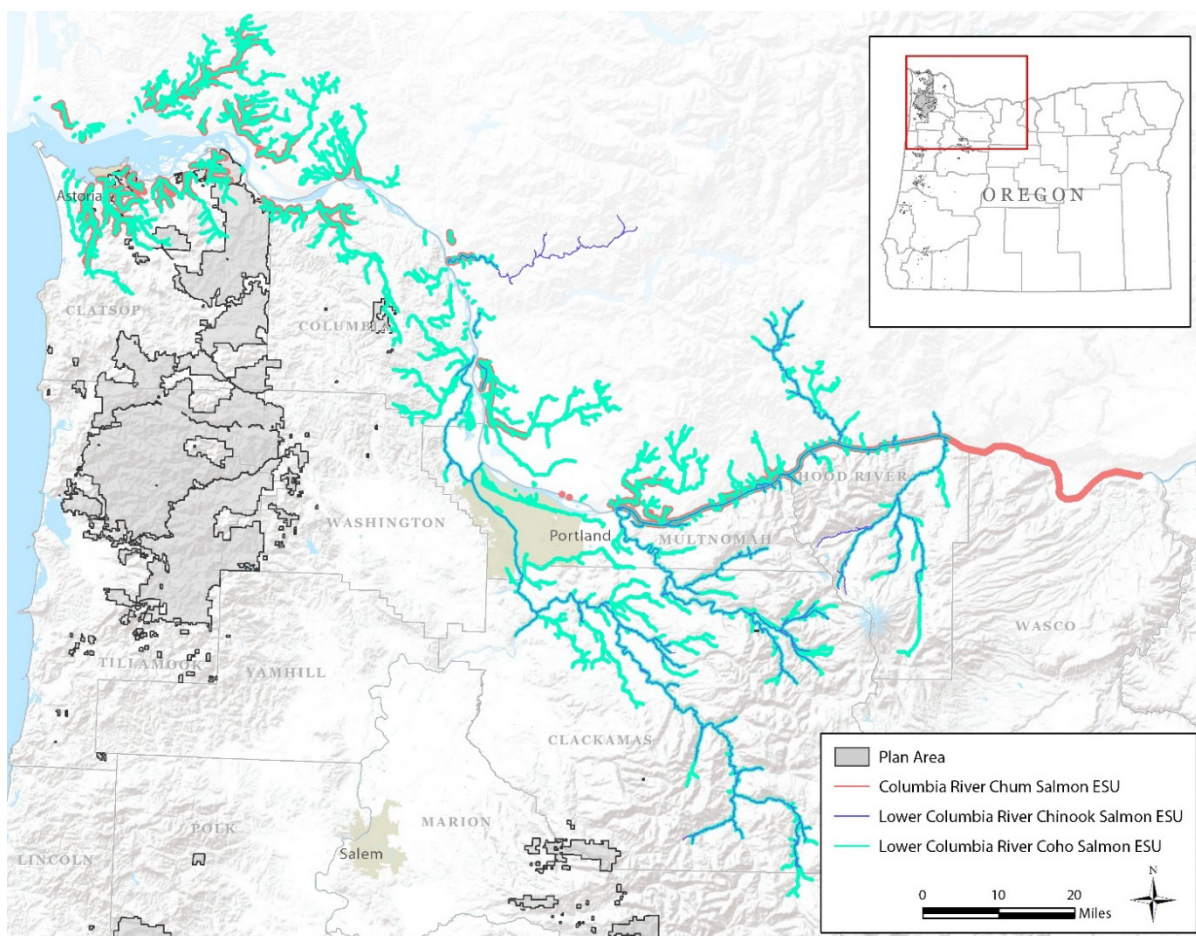 OREGON
Astoria
CLATSOP
COLUMBIA
HOOD RIVER
WASHINGTON
Portland
MULTNOMAH
WASCO
TILLAMOOK
YAMHILL
CLACKAMAS
MARION
POLK
Salem
LINCOLN
Plan Area
Columbia River Chum Salmon ESU
Lower Columbia River Chinook Salmon ESU
Lower Columbia River Coho Salmon ESU
N
0 10 20
Miles